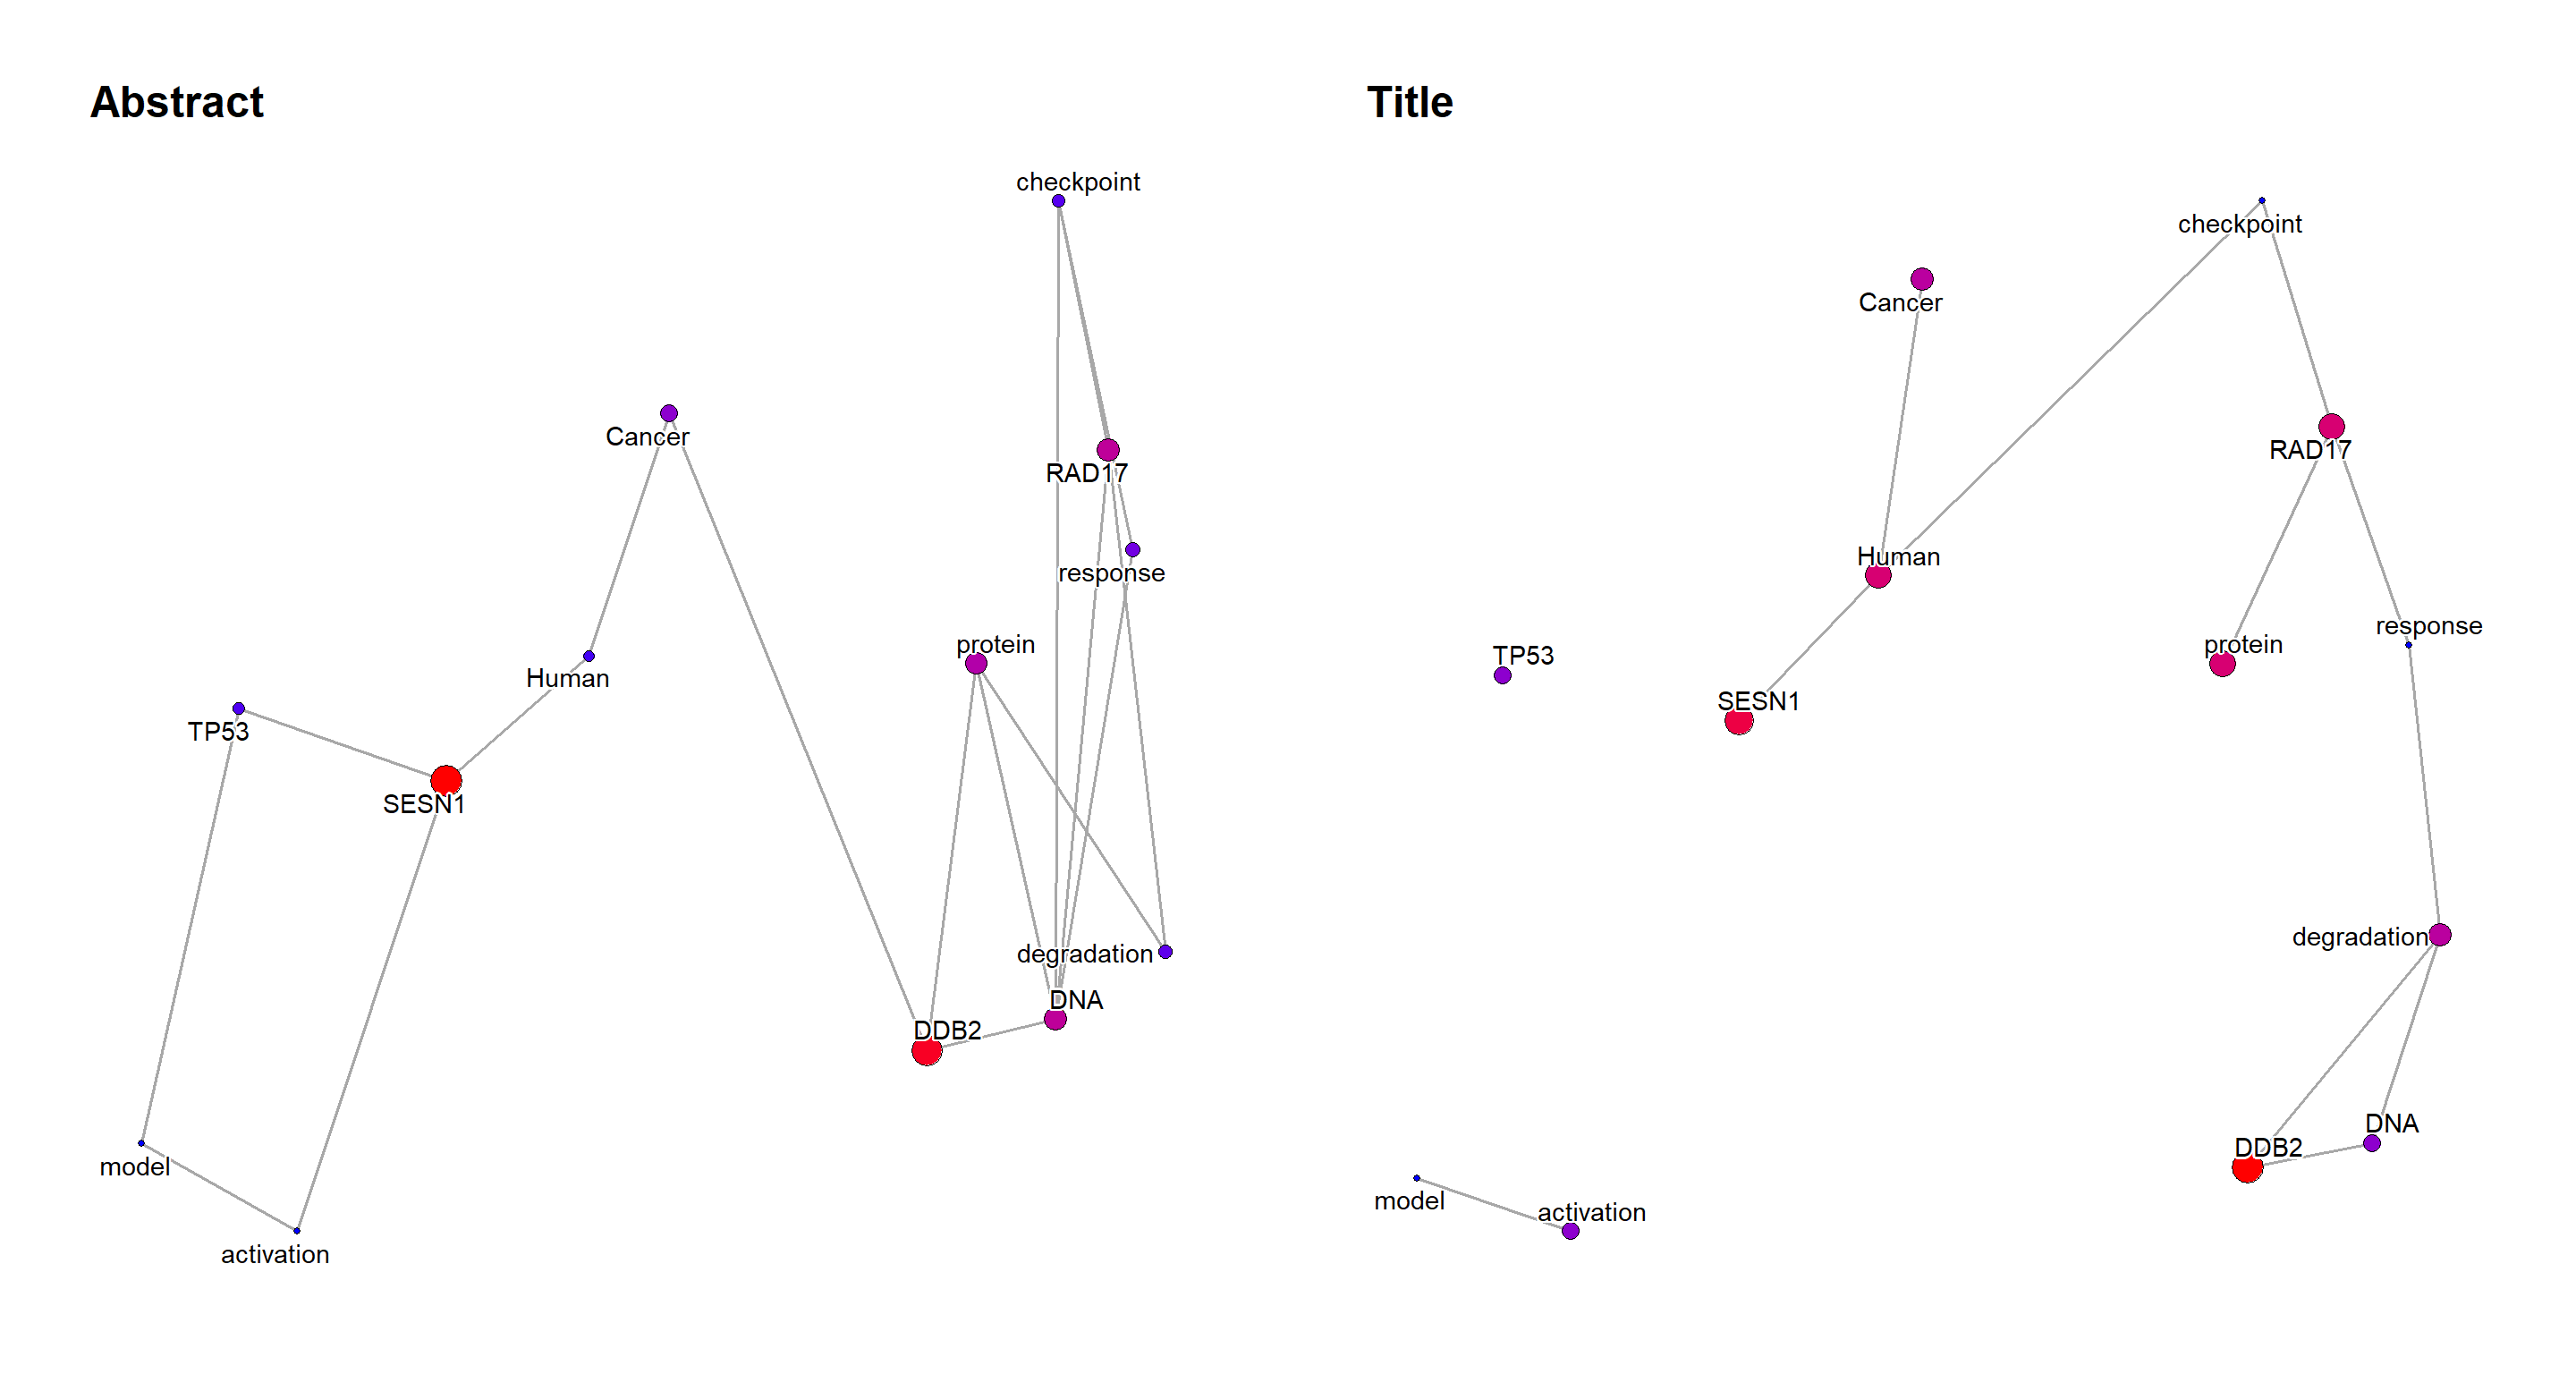 Abstract
checkpoint
Cancer
RAD17
response
protein
Human
TP53
SESN1
degradation
DNA
DDB2
model
activation
Title
checkpoint
Cancer
RAD17
Human
response
protein
TP53
SESN1
degradation
DNA
DDB2
model
activation